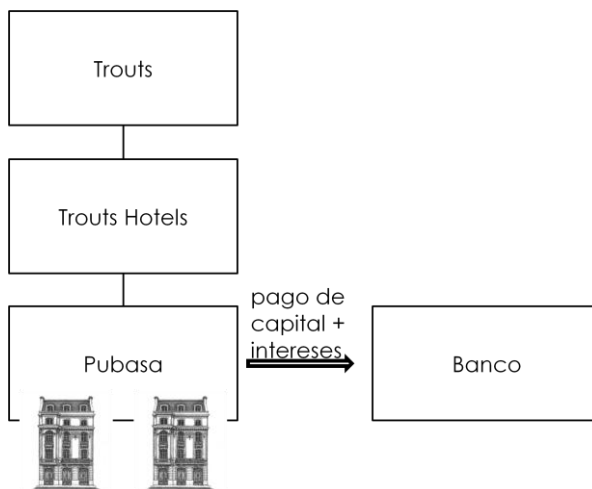 Trouts
Trouts Hotels
pago de
capital +
intereses
Pubasa
Banco